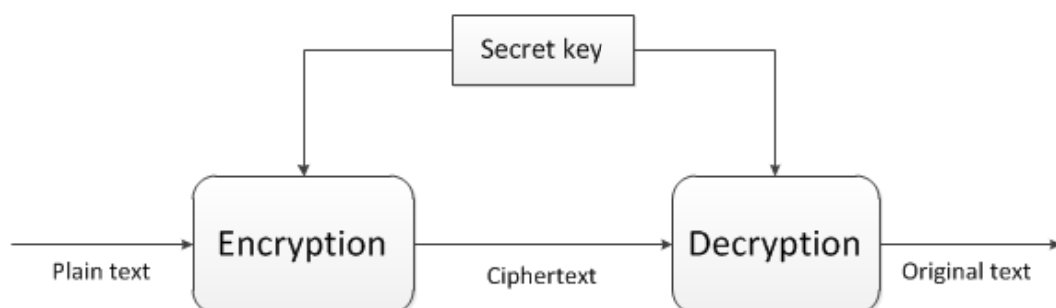 Secret key
Encryption
Decryption
Plain text
Ciphertext
Original text